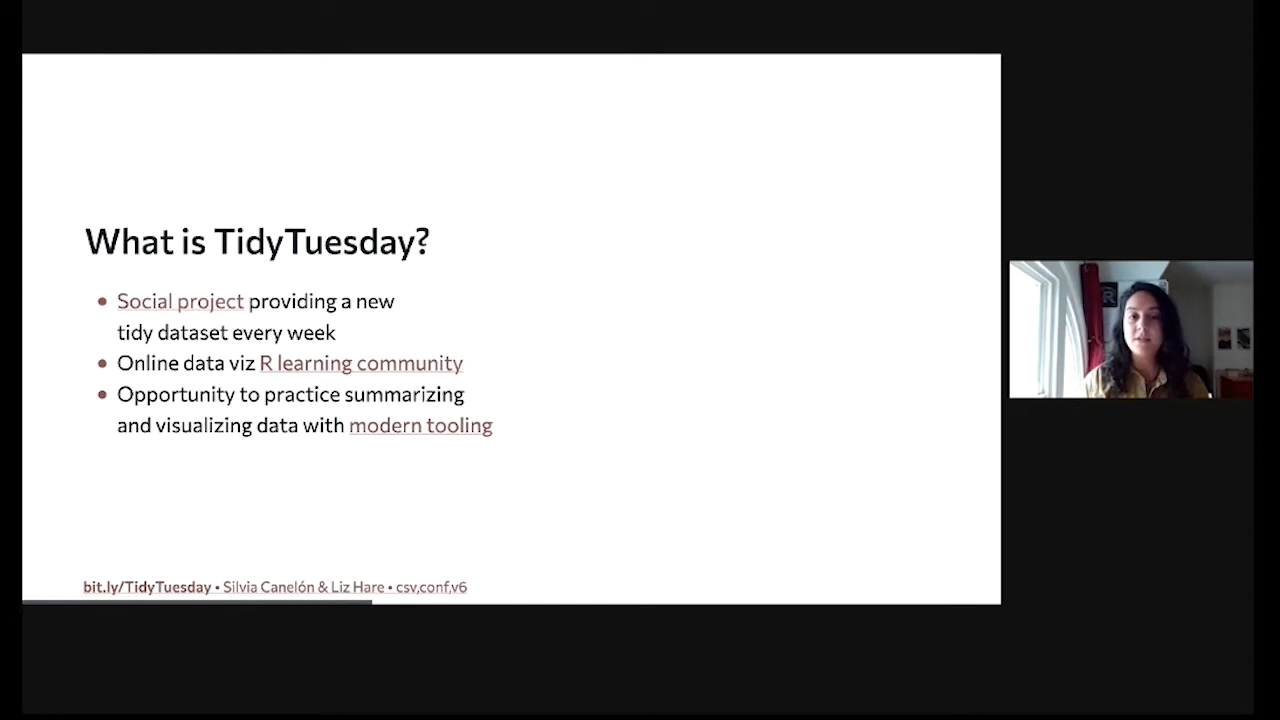 What is TidyTuesday?
• Social project providing a new
tidy dataset every week
• Online data viz R learning community
• Opportunity to practice summarizing
and visualizing data with modern tooling
bit.ly/TidyTuesday • Silvia Canelón & Liz Hare • csv,conf,v6